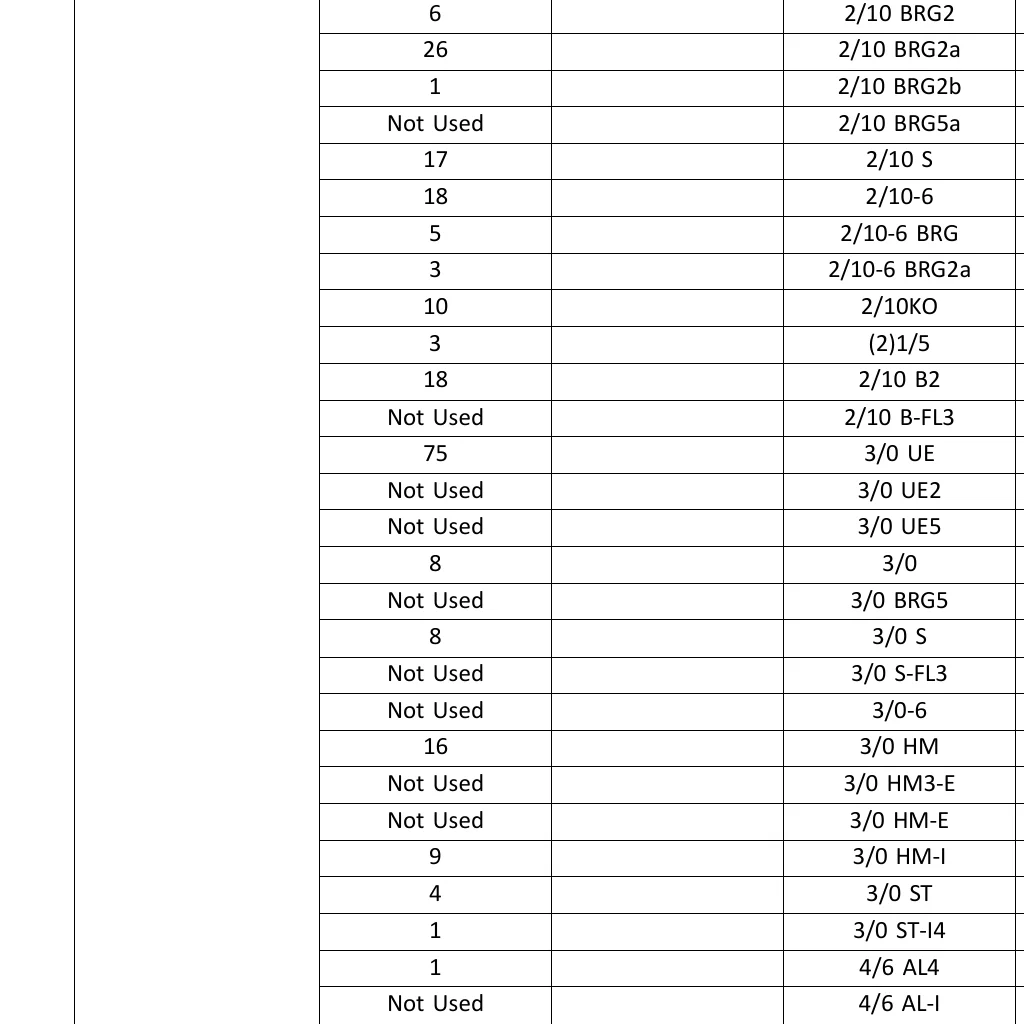 6 2/10 BRG2
26 2/10 BRG2a
1 2/10 BRG2b
Not Used 2/10 BRG5a
17 2/10 S
18 2/10-6
5 2/10-6 BRG
3 2/10-6 BRG2a
10 2/10KO
3 (2)1/5
18 2/10 B2
Not Used 2/10 B-FL3
75 3/0 UE
Not Used 3/0 UE2
Not Used 3/0 UE5
8 3/0
Not Used 3/0 BRG5
8 3/0 S
Not Used 3/0 S-FL3
Not Used 3/0-6
16 3/0 HM
Not Used 3/0 HM3-E
Not Used 3/0 HM-E
9 3/0 HM-I
4 3/0 ST
1 3/0 ST-I4
1 4/6 AL4
Not Used 4/6 AL-I